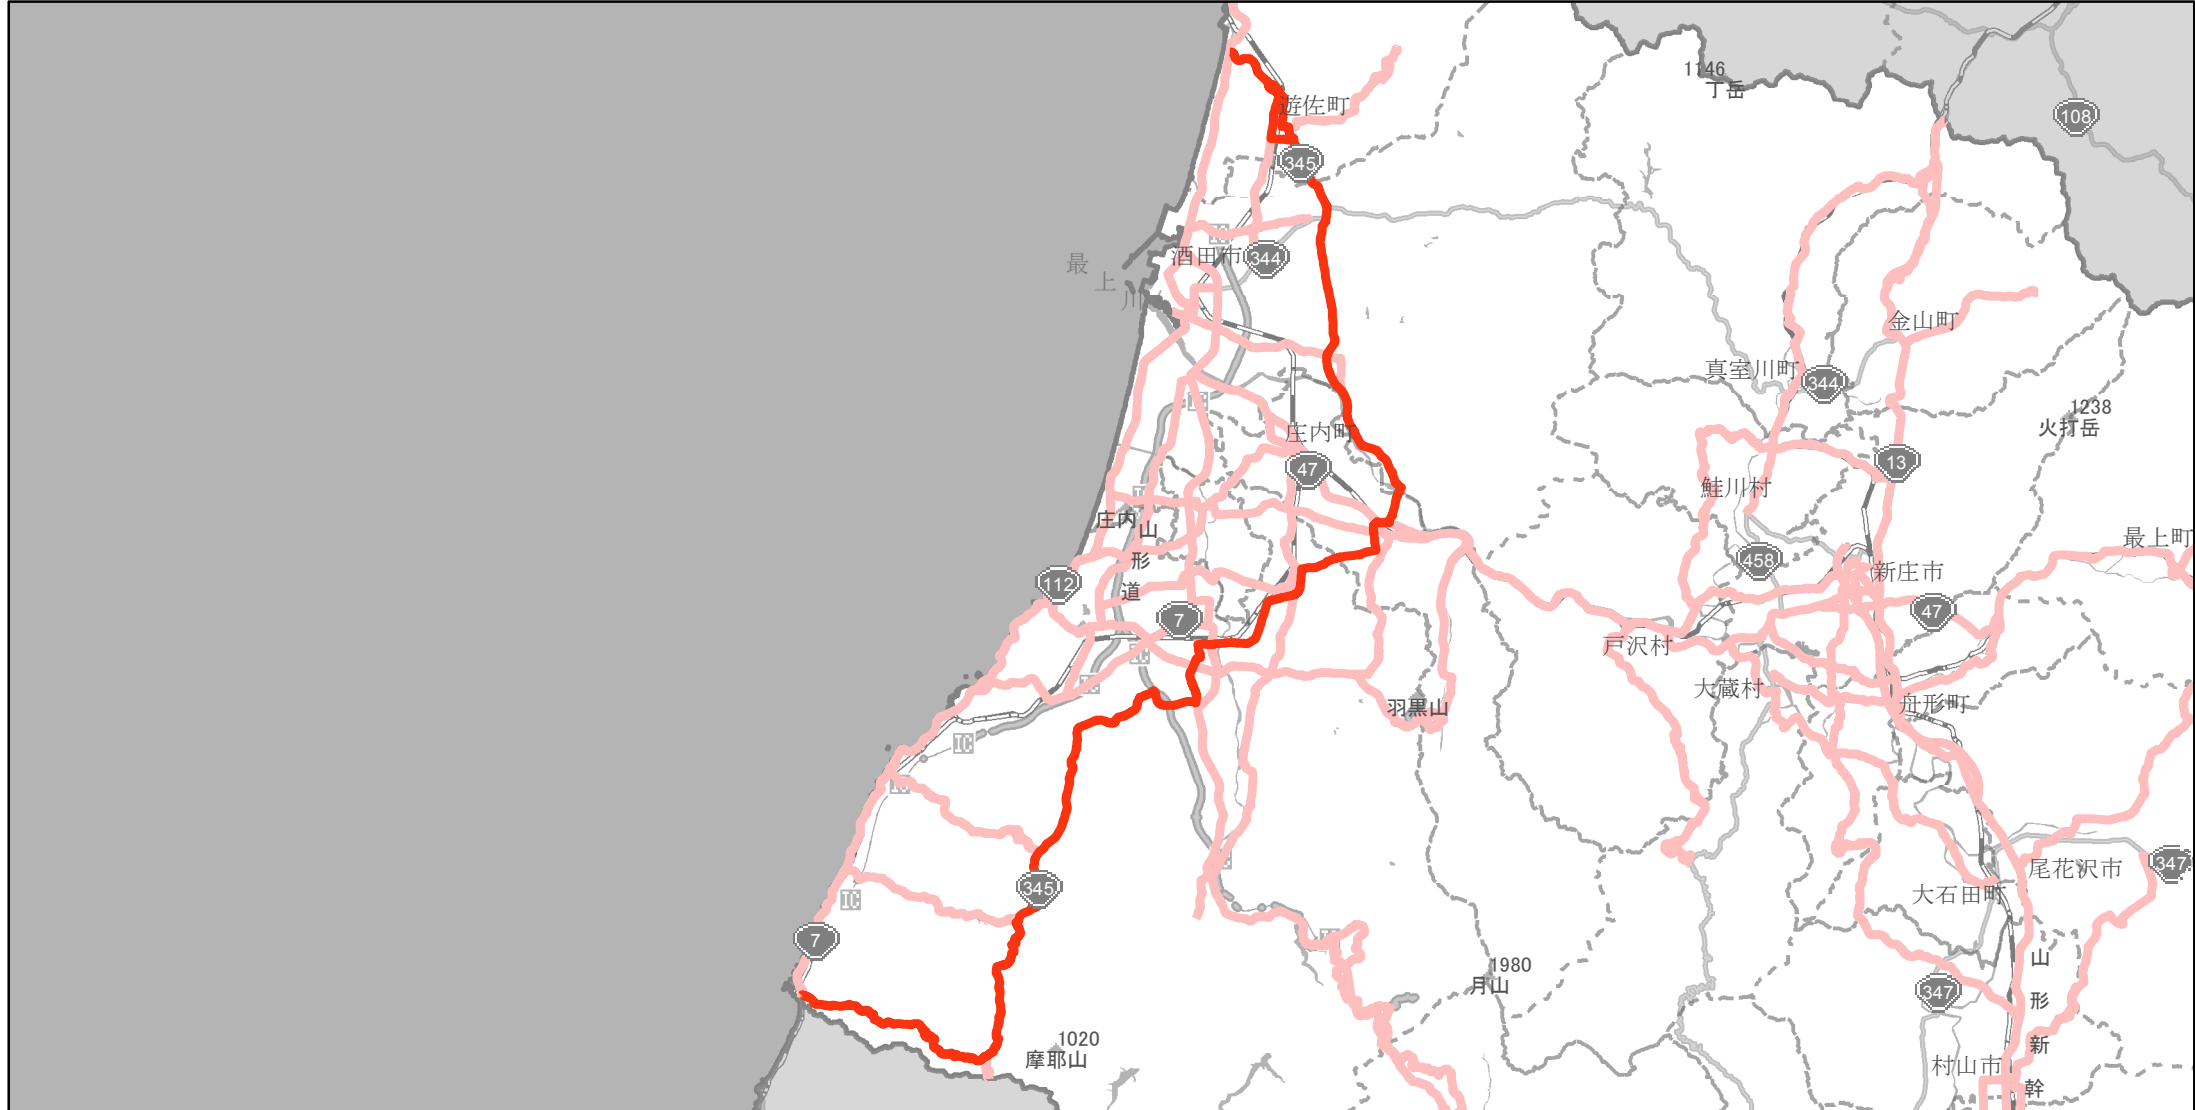 1146
丁岳
108
遊佐町
345
酒田市
344
最上川
金山町
真室川町
344
1238
火打岳
庄内町
47
13
鮭川村
庄内
山形道
最上町
112
458
新庄市
7
47
戸沢村
大蔵村
羽黒山
舟形町
IC
IC
345
347
尾花沢市
大石田町
IC
7
1980
月山
347
山形新幹
1020
摩耶山
村山市